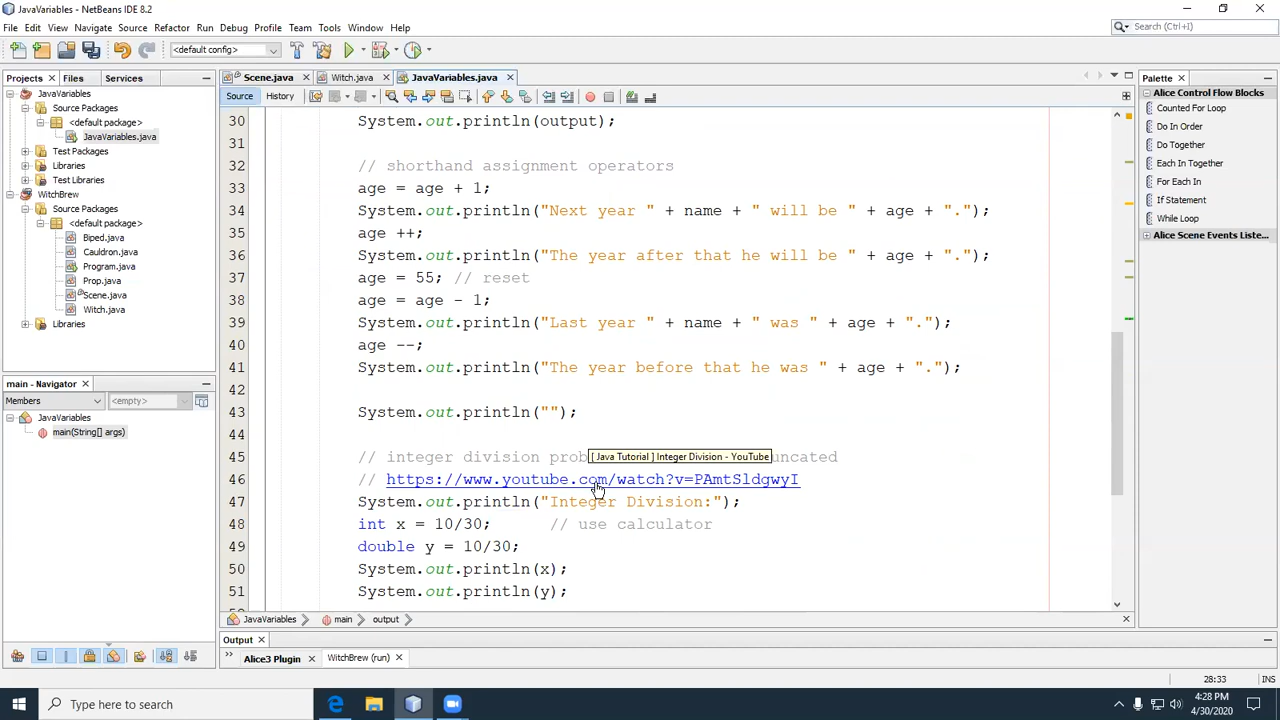 JavaVariables - NetBeans IDE 8.2
File Edit View Navigate Source Refactor Run Debug Profile Team Tools Window Help
Search (Ctrl+I)
<default config>
Projects Files Services
Scene.java Witch.java JavaVariables.java
Palette
Source History
JavaVariables
Source Packages
<default package>
JavaVariables.java
Test Packages
Libraries
Test Libraries
WitchBrew
Source Packages
<default package>
Biped.java
Cauldron.java
Program.java
Prop.java
Scene.java
Witch.java
Libraries
main - Navigator
Members <empty>
JavaVariables
main(String[] args)
30 System.out.println(output);
31
32 // shorthand assignment operators
33 age = age + 1;
34 System.out.println("Next year " + name + " will be " + age + ".");
35 age ++;
36 System.out.println("The year after that he will be " + age + ".");
37 age = 55; // reset
38 age = age - 1;
39 System.out.println("Last year " + name + " was " + age + ".");
40 age --;
41 System.out.println("The year before that he was " + age + ".");
42
43 System.out.println("");
44
45 // integer division prob uncated
[ Java Tutorial ] Integer Division - YouTube
46 // https://www.youtube.com/watch?v=PAmtSldgwyI
47 System.out.println("Integer Division:");
48 int x = 10/30; // use calculator
49 double y = 10/30;
50 System.out.println(x);
51 System.out.println(y);
Alice Control Flow Blocks
Counted For Loop
Do In Order
Do Together
Each In Together
For Each In
If Statement
While Loop
Alice Scene Events Liste...
JavaVariables main output
Output
Alice3 Plugin WitchBrew (run)
28:33 INS
Type here to search
4:28 PM
4/30/2020